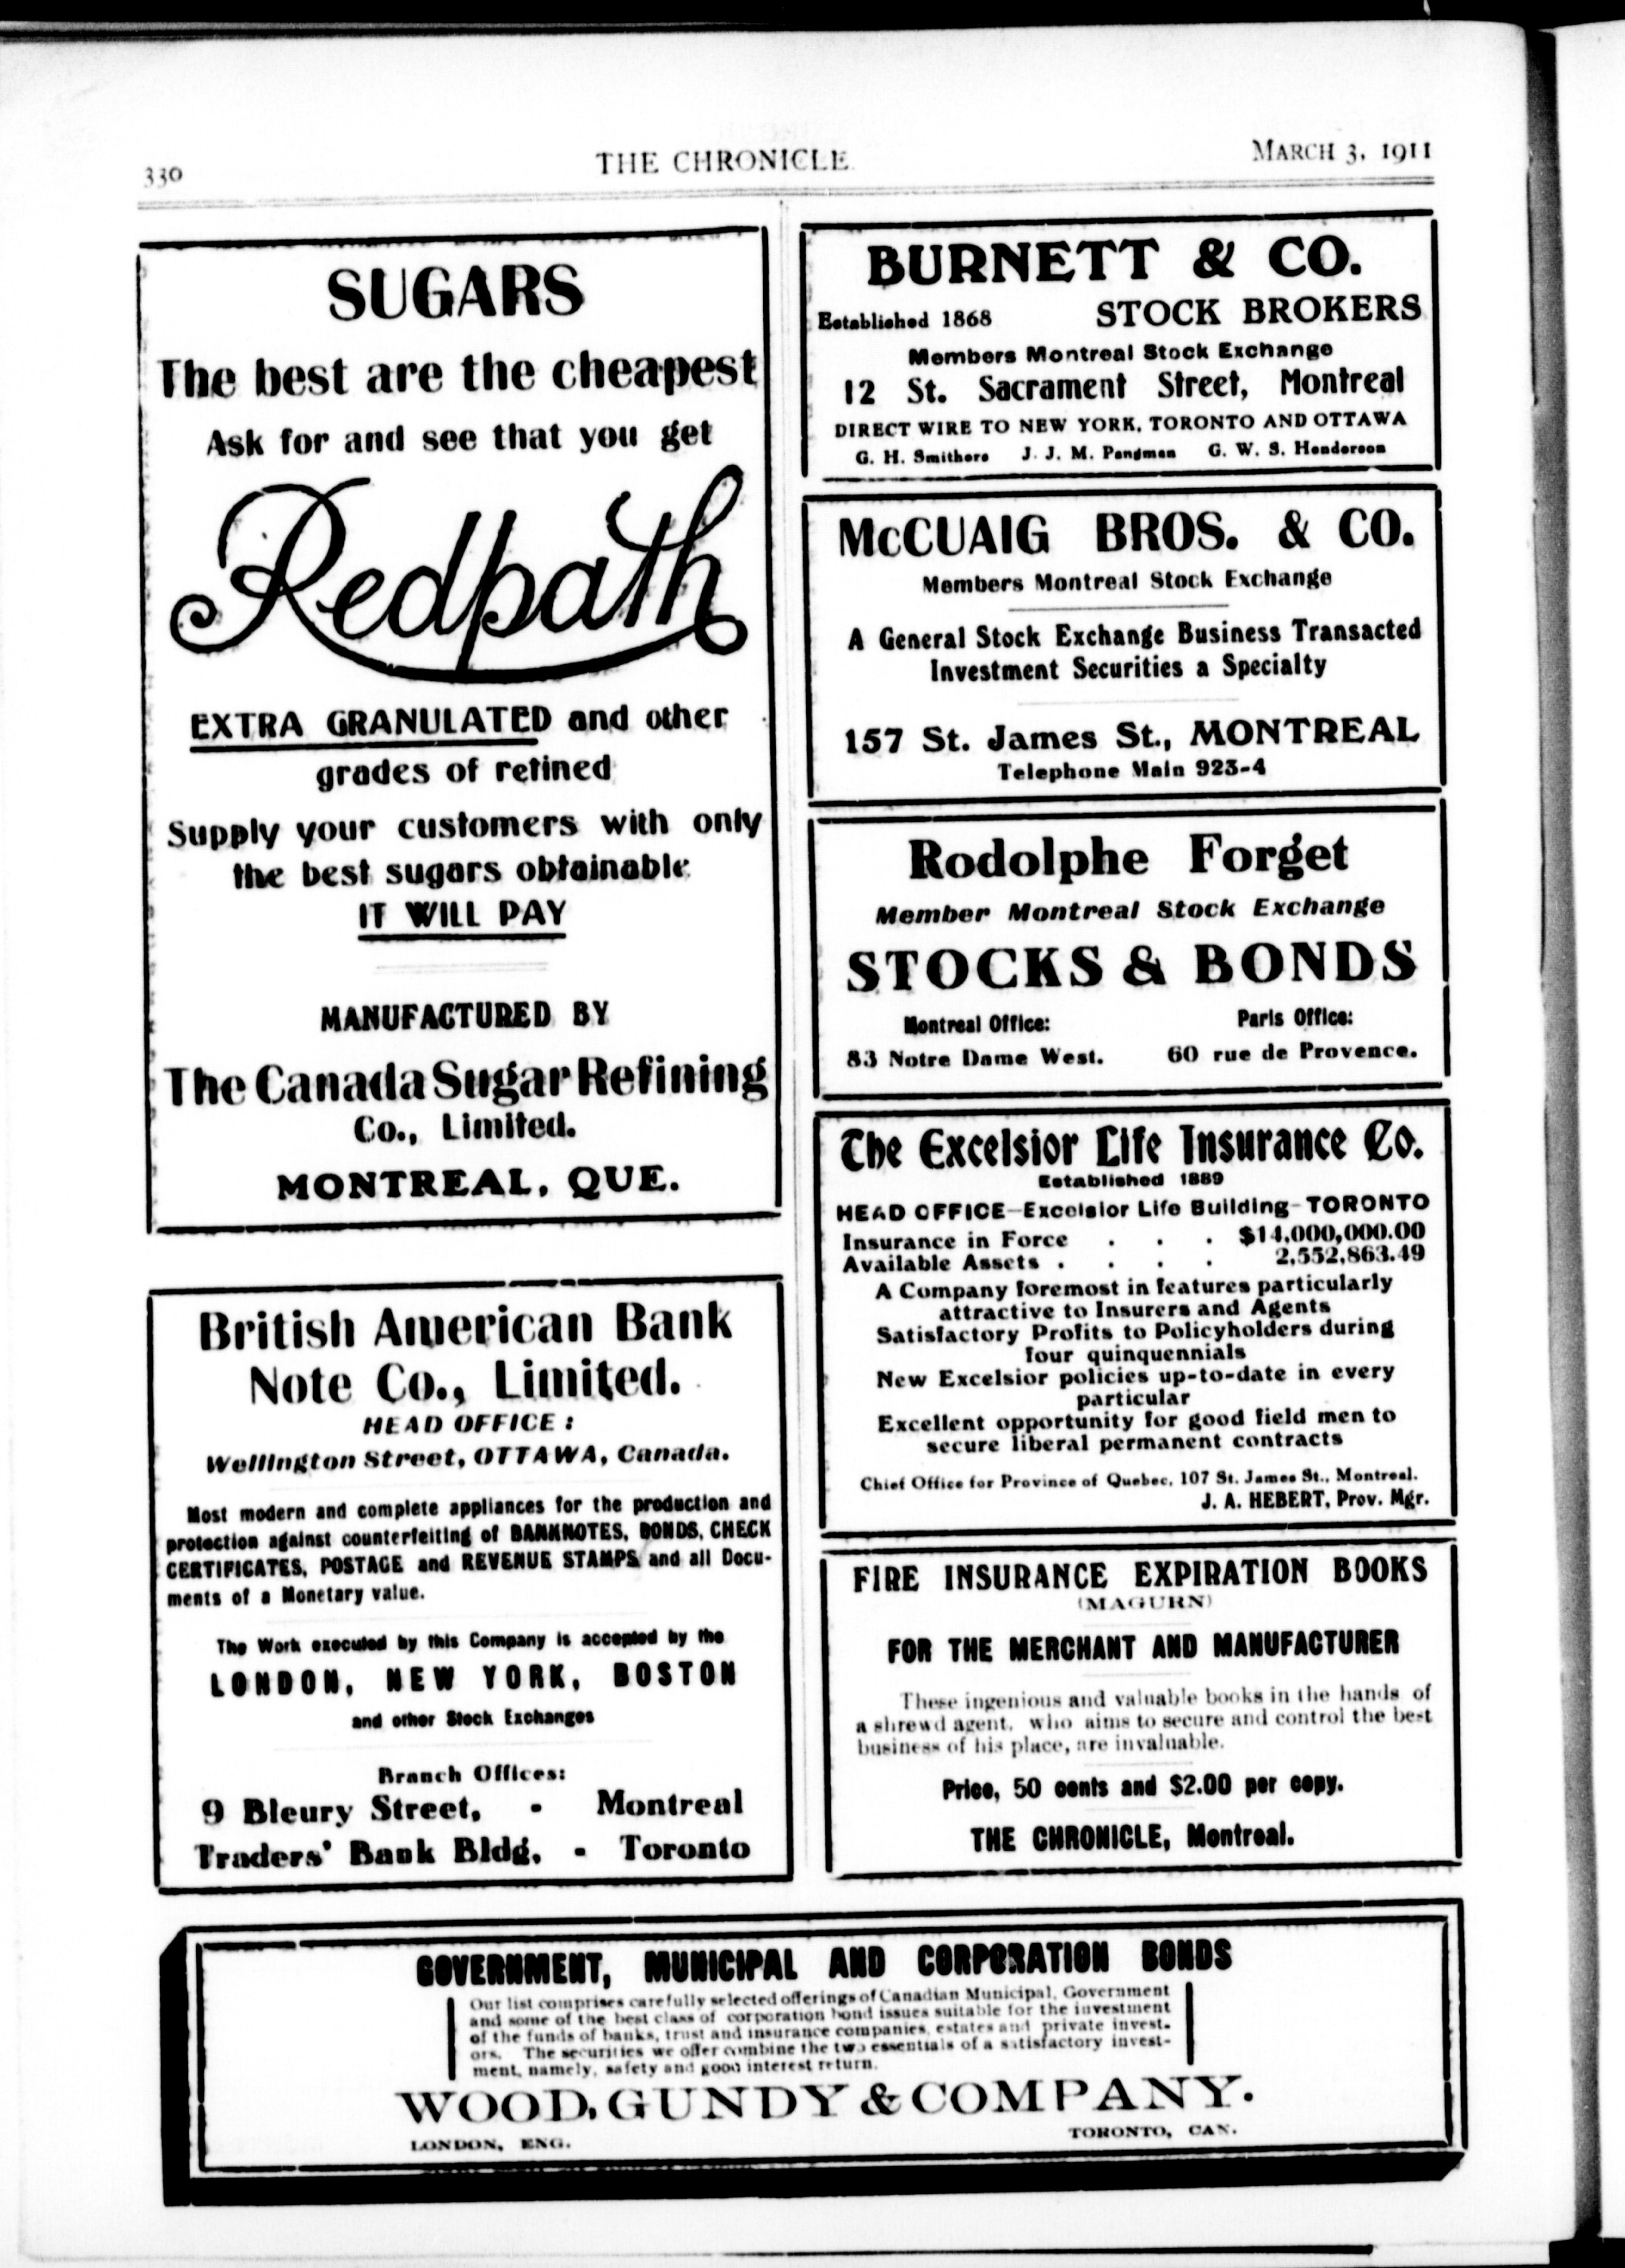 330
THE CHRONICLE.
MARCH 3, 1911
SUGARS
The best are the cheapest
Ask for and see that you get
Redpath
EXTRA GRANULATED and other
grades of refined
Supply your customers with only
the best sugars obtainable
IT WILL PAY
MANUFACTURED BY
The Canada Sugar Refining
Co., Limited.
MONTREAL, QUE.
British American Bank
Note Co., Limited.
HEAD OFFICE:
Wellington Street, OTTAWA, Canada.
Most modern and complete appliances for the production and
protection against counterfeiting of BANKNOTES, BONDS, CHECK
CERTIFICATES, POSTAGE and REVENUE STAMPS and all Docu-
ments of a Monetary value.
The Work executed by this Company is accepted by the
LONDON, NEW YORK, BOSTON
and other Stock Exchanges
Branch Offices:
9 Bleury Street, - Montreal
Traders' Bank Bldg, - Toronto
BURNETT & CO.
Established 1868 STOCK BROKERS
Members Montreal Stock Exchange
12 St. Sacrament Street, Montreal
DIRECT WIRE TO NEW YORK, TORONTO AND OTTAWA
G. H. Smithers J. J. M. Pangman G. W. S. Henderson
McCUAIG BROS. & CO.
Members Montreal Stock Exchange
A General Stock Exchange Business Transacted
Investment Securities a Specialty
157 St. James St., MONTREAL
Telephone Main 923-4
Rodolphe Forget
Member Montreal Stock Exchange
STOCKS & BONDS
Montreal Office: Paris Office:
83 Notre Dame West. 60 rue de Provence.
The Excelsior Life Insurance Co.
Established 1889
HEAD OFFICE-Excelsior Life Building-TORONTO
Insurance in Force . . . $14,000,000.00
Available Assets . . . . 2,552,863.49
A Company foremost in features particularly
attractive to Insurers and Agents
Satisfactory Profits to Policyholders during
four quinquennials
New Excelsior policies up-to-date in every
particular
Excellent opportunity for good field men to
secure liberal permanent contracts
Chief Office for Province of Quebec, 107 St. James St., Montreal.
J. A. HEBERT, Prov. Mgr.
FIRE INSURANCE EXPIRATION BOOKS
(MAGURN)
FOR THE MERCHANT AND MANUFACTURER
These ingenious and valuable books in the hands of
a shrewd agent, who aims to secure and control the best
business of his place, are invaluable.
Price, 50 cents and $2.00 per copy.
THE CHRONICLE, Montreal.
GOVERNMENT, MUNICIPAL AND CORPORATION BONDS
Our list comprises carefully selected offerings of Canadian Municipal, Government
and some of the best class of corporation bond issues suitable for the investment
of the funds of banks, trust and insurance companies, estates and private invest-
ors. The securities we offer combine the two essentials of a satisfactory invest-
ment, namely, safety and good interest return.
WOOD, GUNDY & COMPANY.
LONDON, ENG. TORONTO, CAN.